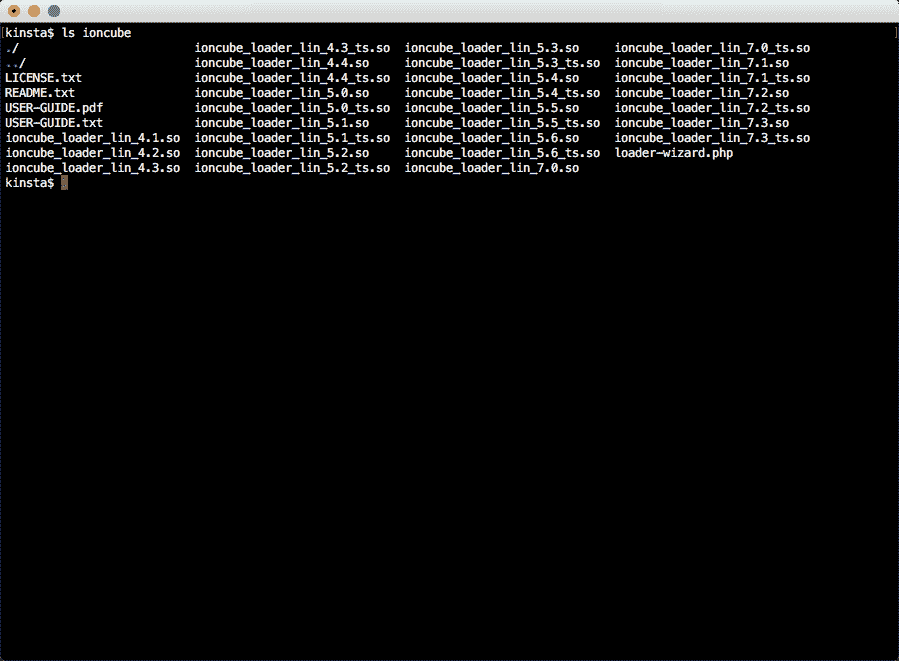 kinsta$ ls ioncube
./ ioncube_loader_lin_4.3_ts.so ioncube_loader_lin_5.3.so ioncube_loader_lin_7.0_ts.so
../ ioncube_loader_lin_4.4.so ioncube_loader_lin_5.3_ts.so ioncube_loader_lin_7.1.so
LICENSE.txt ioncube_loader_lin_4.4_ts.so ioncube_loader_lin_5.4.so ioncube_loader_lin_7.1_ts.so
README.txt ioncube_loader_lin_5.0.so ioncube_loader_lin_5.4_ts.so ioncube_loader_lin_7.2.so
USER-GUIDE.pdf ioncube_loader_lin_5.0_ts.so ioncube_loader_lin_5.5.so ioncube_loader_lin_7.2_ts.so
USER-GUIDE.txt ioncube_loader_lin_5.1.so ioncube_loader_lin_5.5_ts.so ioncube_loader_lin_7.3.so
ioncube_loader_lin_4.1.so ioncube_loader_lin_5.1_ts.so ioncube_loader_lin_5.6.so ioncube_loader_lin_7.3_ts.so
ioncube_loader_lin_4.2.so ioncube_loader_lin_5.2.so ioncube_loader_lin_5.6_ts.so loader-wizard.php
ioncube_loader_lin_4.3.so ioncube_loader_lin_5.2_ts.so ioncube_loader_lin_7.0.so
kinsta$